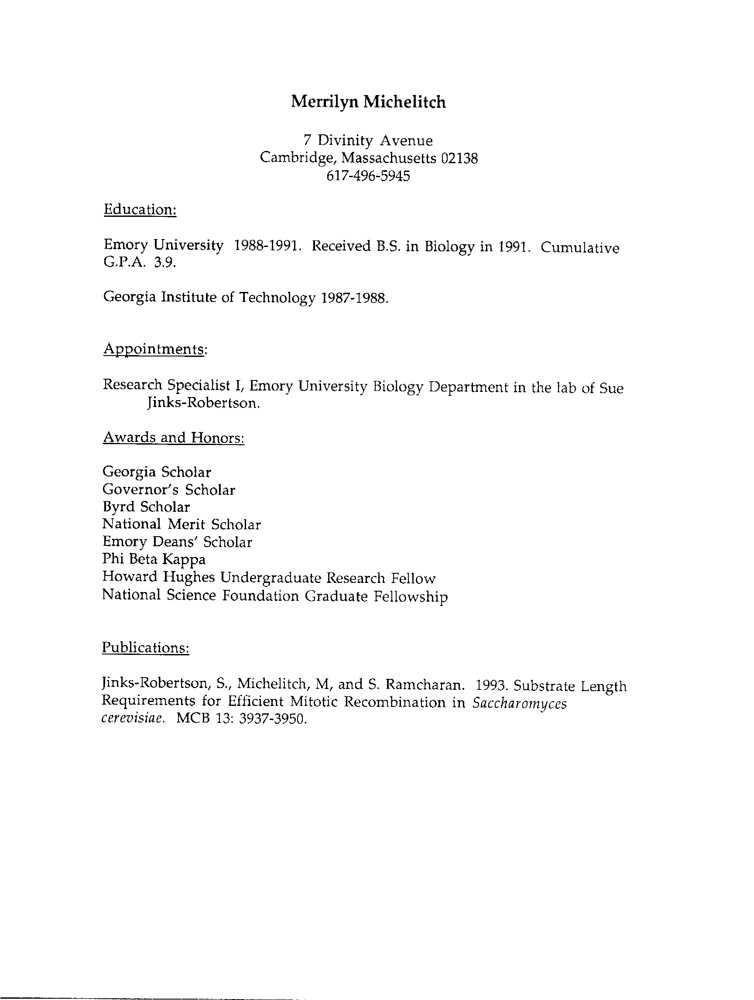 Merrilyn Michelitch
7 Divinity Avenue
Cambridge, Massachusetts 02138
617-496-5945
Education:
Emory University 1988-1991. Received B.S. in Biology in 1991. Cumulative
G.P.A. 3.9.
Georgia Institute of Technology 1987-1988.
Appointments:
Research Specialist I, Emory University Biology Department in the lab of Sue
Jinks-Robertson.
Awards and Honors:
Georgia Scholar
Governor's Scholar
Byrd Scholar
National Merit Scholar
Emory Deans' Scholar
Phi Beta Kappa
Howard Hughes Undergraduate Research Fellow
National Science Foundation Graduate Fellowship
Publications:
Jinks-Robertson, S., Michelitch, M, and S. Ramcharan. 1993. Substrate Length
Requirements for Efficient Mitotic Recombination in Saccharomyces
cerevisiae. MCB 13: 3937-3950.